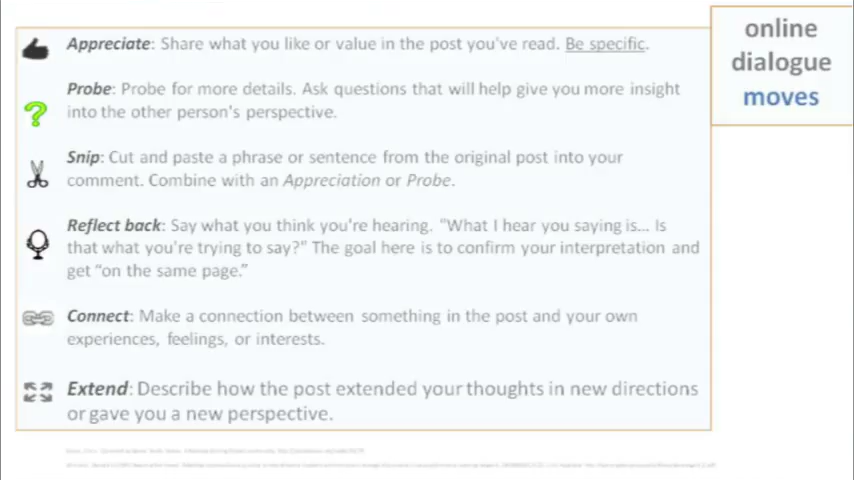 online
dialogue
moves
Appreciate: Share what you like or value in the post you've read. Be specific.
Probe: Probe for more details. Ask questions that will help give you more insight
into the other person's perspective.
Snip: Cut and paste a phrase or sentence from the original post into your
comment. Combine with an Appreciation or Probe.
Reflect back: Say what you think you're hearing. "What I hear you saying is... Is
that what you're trying to say?" The goal here is to confirm your interpretation and
get "on the same page."
Connect: Make a connection between something in the post and your own
experiences, feelings, or interests.
Extend: Describe how the post extended your thoughts in new directions
or gave you a new perspective.